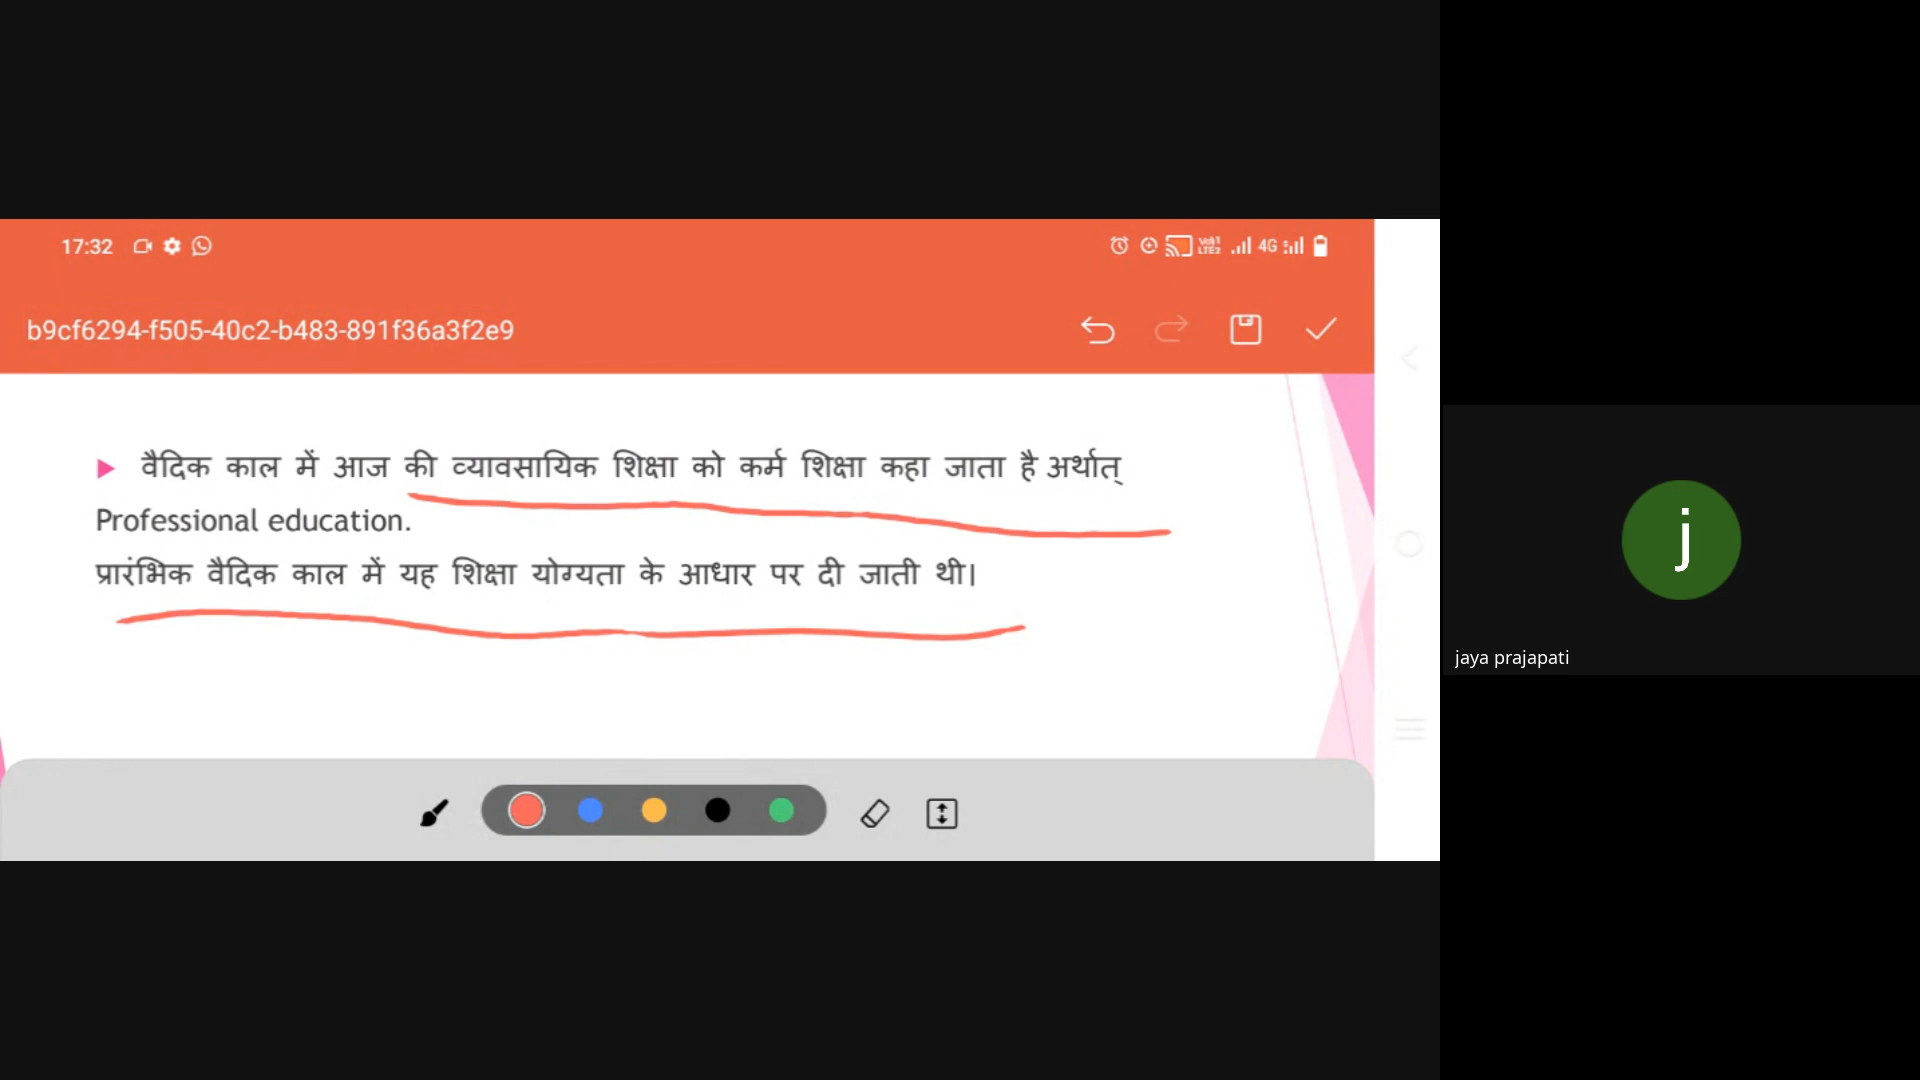 17:32
4G
b9cf6294-f505-40c2-b483-891f36a3f2e9
वैदिक काल में आज की व्यावसायिक शिक्षा को कर्म शिक्षा कहा जाता है अर्थात्
Professional education.
प्रारंभिक वैदिक काल में यह शिक्षा योग्यता के आधार पर दी जाती थी।
j
jaya prajapati